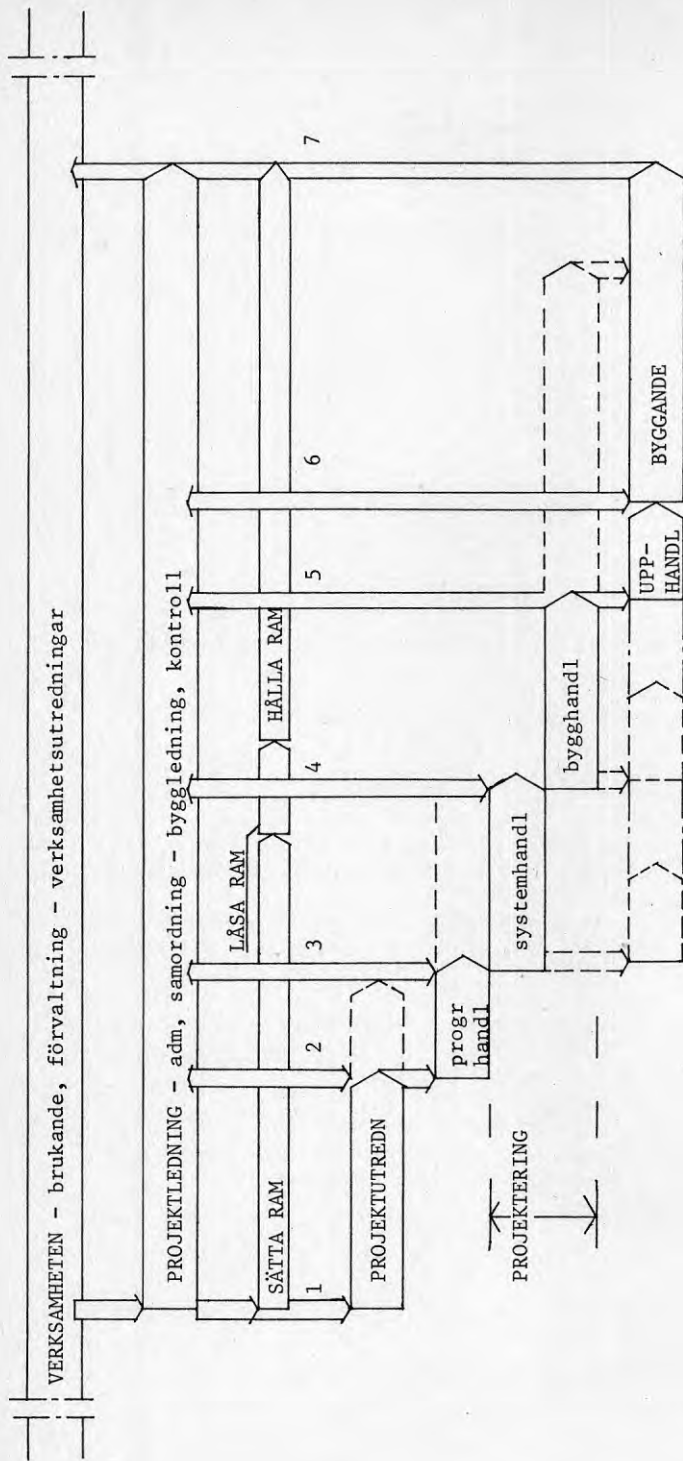 VERKSAMHETEN - brukande, förvaltning - verksamhetsutredningar
PROJEKTLEDNING - adm, samordning - byggledning, kontroll
SÄTTA RAM
LÅSA RAM
HÅLLA RAM
1
2
3
4
5
6
7
PROJEKTUTREDN
progr
handl
systemhandl
bygghandl
PROJEKTERING
UPP-
HANDL
BYGGANDE